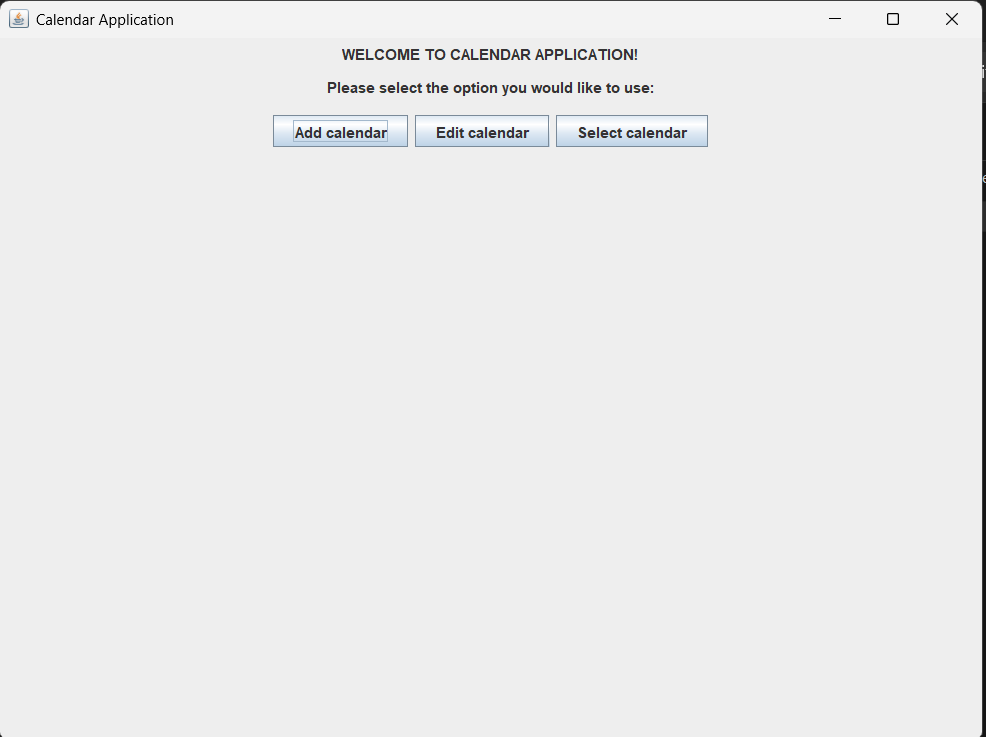 Calendar Application
WELCOME TO CALENDAR APPLICATION!
Please select the option you would like to use:
Add calendar Edit calendar Select calendar